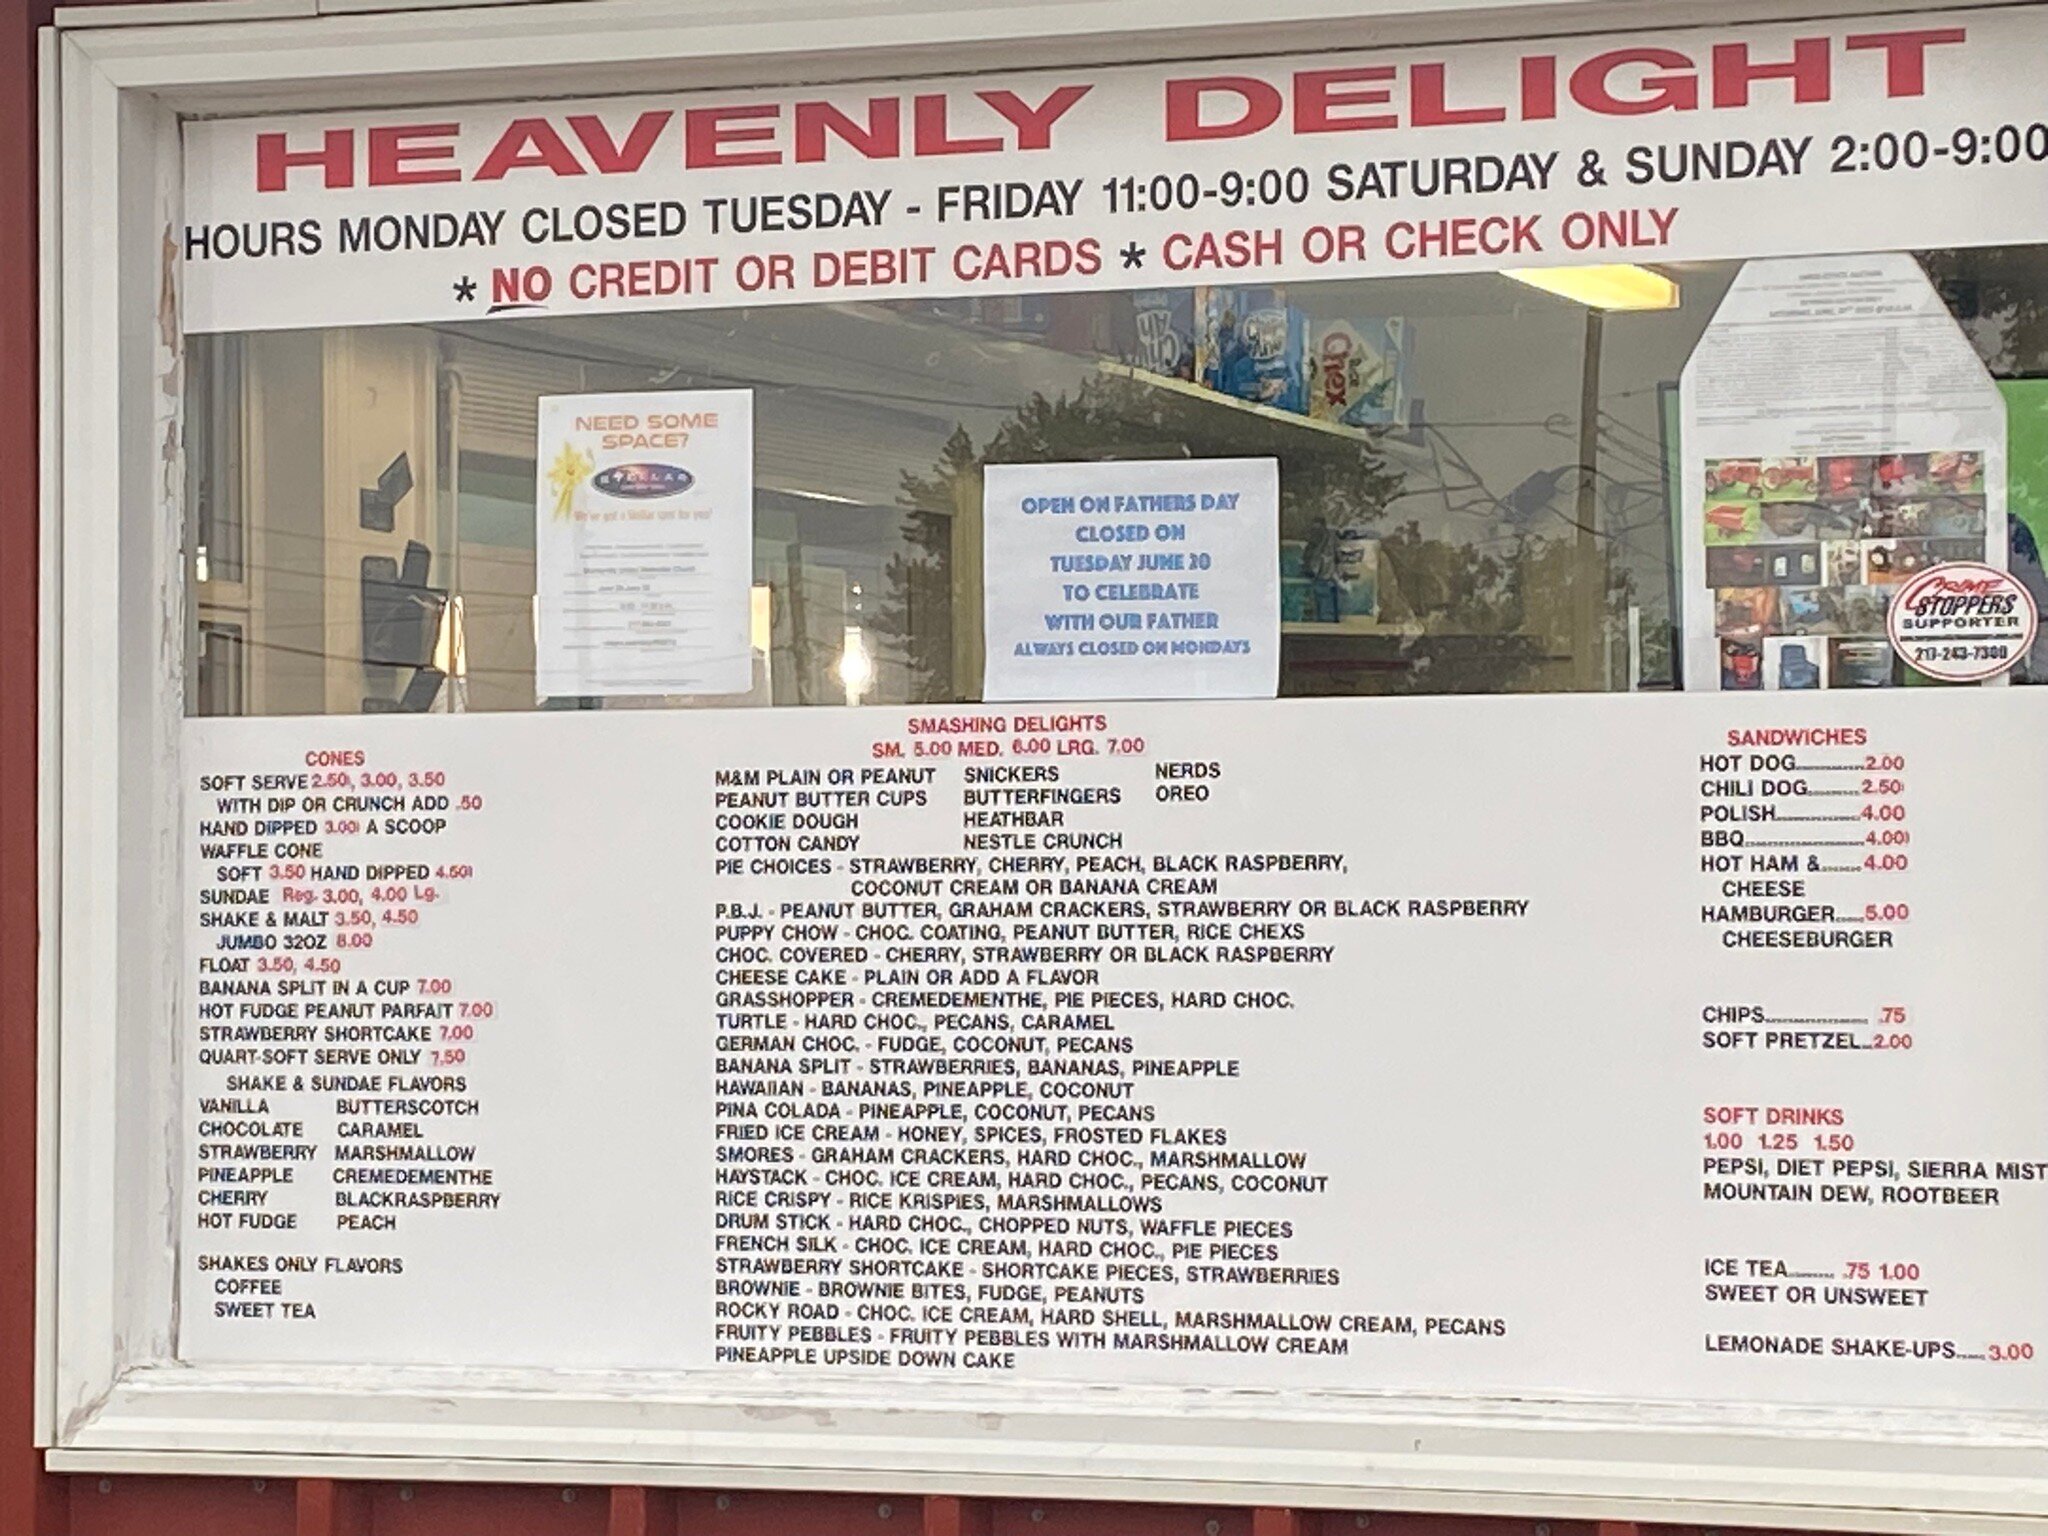 HEAVENLY DELIGHT
HOURS MONDAY CLOSED TUESDAY - FRIDAY 11:00-9:00 SATURDAY & SUNDAY 2:00-9:00
* NO CREDIT OR DEBIT CARDS * CASH OR CHECK ONLY
NEED SOME
SPACE?
STELLAR
We've got a Stellar spot for you!
OPEN ON FATHERS DAY
CLOSED ON
TUESDAY JUNE 20
TO CELEBRATE
WITH OUR FATHER
ALWAYS CLOSED ON MONDAYS
Chex
CRIME
STOPPERS
SUPPORTER
217-243-7300
CONES
SOFT SERVE 2.50, 3.00, 3.50
WITH DIP OR CRUNCH ADD .50
HAND DIPPED 3.00 A SCOOP
WAFFLE CONE
SOFT 3.50 HAND DIPPED 4.50
SUNDAE Reg. 3.00, 4.00 Lg.
SHAKE & MALT 3.50, 4.50
JUMBO 32OZ 8.00
FLOAT 3.50, 4.50
BANANA SPLIT IN A CUP 7.00
HOT FUDGE PEANUT PARFAIT 7.00
STRAWBERRY SHORTCAKE 7.00
QUART-SOFT SERVE ONLY 7.50
SHAKE & SUNDAE FLAVORS
VANILLA BUTTERSCOTCH
CHOCOLATE CARAMEL
STRAWBERRY MARSHMALLOW
PINEAPPLE CREMEDEMENTHE
CHERRY BLACKRASPBERRY
HOT FUDGE PEACH
SHAKES ONLY FLAVORS
COFFEE
SWEET TEA
SMASHING DELIGHTS
SM. 5.00 MED. 6.00 LRG. 7.00
M&M PLAIN OR PEANUT SNICKERS NERDS
PEANUT BUTTER CUPS BUTTERFINGERS OREO
COOKIE DOUGH HEATHBAR
COTTON CANDY NESTLE CRUNCH
PIE CHOICES - STRAWBERRY, CHERRY, PEACH, BLACK RASPBERRY,
COCONUT CREAM OR BANANA CREAM
P.B.J. - PEANUT BUTTER, GRAHAM CRACKERS, STRAWBERRY OR BLACK RASPBERRY
PUPPY CHOW - CHOC. COATING, PEANUT BUTTER, RICE CHEXS
CHOC. COVERED - CHERRY, STRAWBERRY OR BLACK RASPBERRY
CHEESE CAKE - PLAIN OR ADD A FLAVOR
GRASSHOPPER - CREMEDEMENTHE, PIE PIECES, HARD CHOC.
TURTLE - HARD CHOC., PECANS, CARAMEL
GERMAN CHOC. - FUDGE, COCONUT, PECANS
BANANA SPLIT - STRAWBERRIES, BANANAS, PINEAPPLE
HAWAIIAN - BANANAS, PINEAPPLE, COCONUT
PINA COLADA - PINEAPPLE, COCONUT, PECANS
FRIED ICE CREAM - HONEY, SPICES, FROSTED FLAKES
SMORES - GRAHAM CRACKERS, HARD CHOC., MARSHMALLOW
HAYSTACK - CHOC. ICE CREAM, HARD CHOC., PECANS, COCONUT
RICE CRISPY - RICE KRISPIES, MARSHMALLOWS
DRUM STICK - HARD CHOC., CHOPPED NUTS, WAFFLE PIECES
FRENCH SILK - CHOC. ICE CREAM, HARD CHOC., PIE PIECES
STRAWBERRY SHORTCAKE - SHORTCAKE PIECES, STRAWBERRIES
BROWNIE - BROWNIE BITES, FUDGE, PEANUTS
ROCKY ROAD - CHOC. ICE CREAM, HARD SHELL, MARSHMALLOW CREAM, PECANS
FRUITY PEBBLES - FRUITY PEBBLES WITH MARSHMALLOW CREAM
PINEAPPLE UPSIDE DOWN CAKE
SANDWICHES
HOT DOG 2.00
CHILI DOG 2.50
POLISH 4.00
BBQ 4.00
HOT HAM & 4.00
CHEESE
HAMBURGER 5.00
CHEESEBURGER
CHIPS .75
SOFT PRETZEL 2.00
SOFT DRINKS
1.00 1.25 1.50
PEPSI, DIET PEPSI, SIERRA MIST
MOUNTAIN DEW, ROOTBEER
ICE TEA .75 1.00
SWEET OR UNSWEET
LEMONADE SHAKE-UPS 3.00